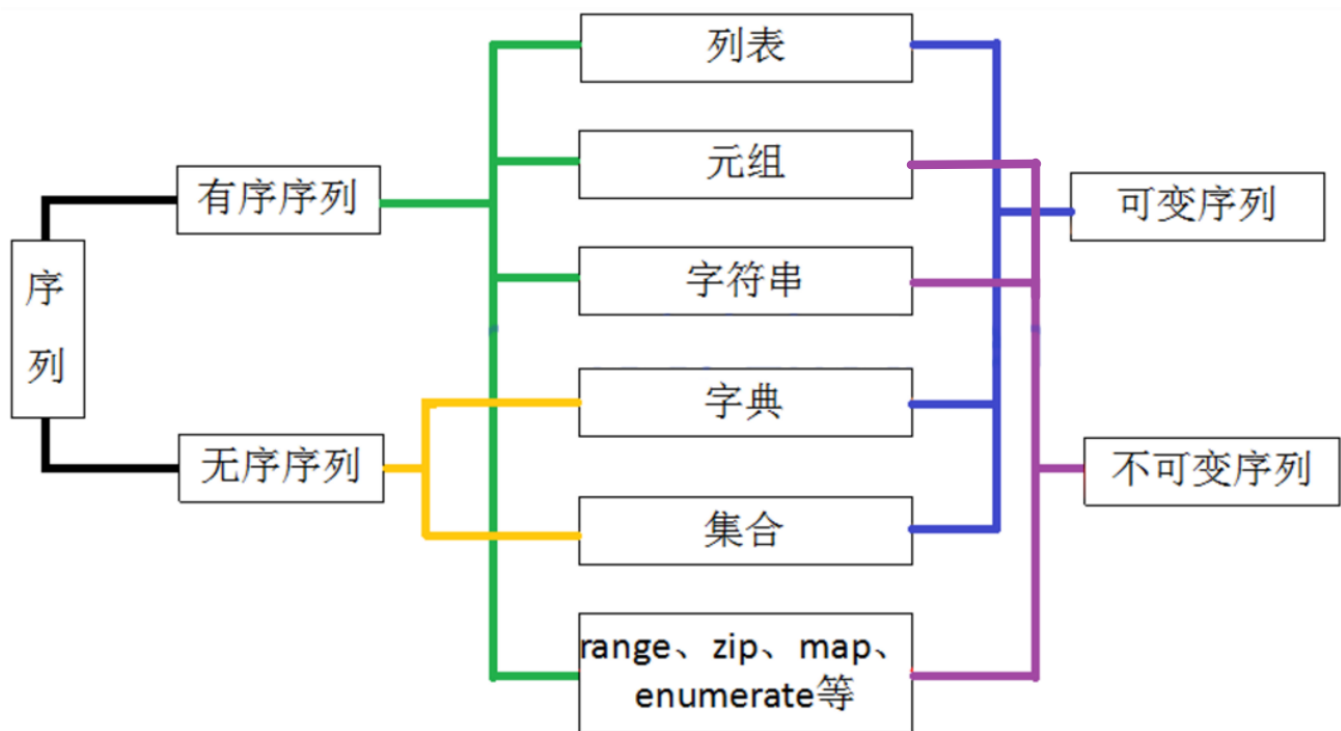 序
列
有序序列
无序序列
列表
元组
字符串
字典
集合
range、zip、map、
enumerate等
可变序列
不可变序列